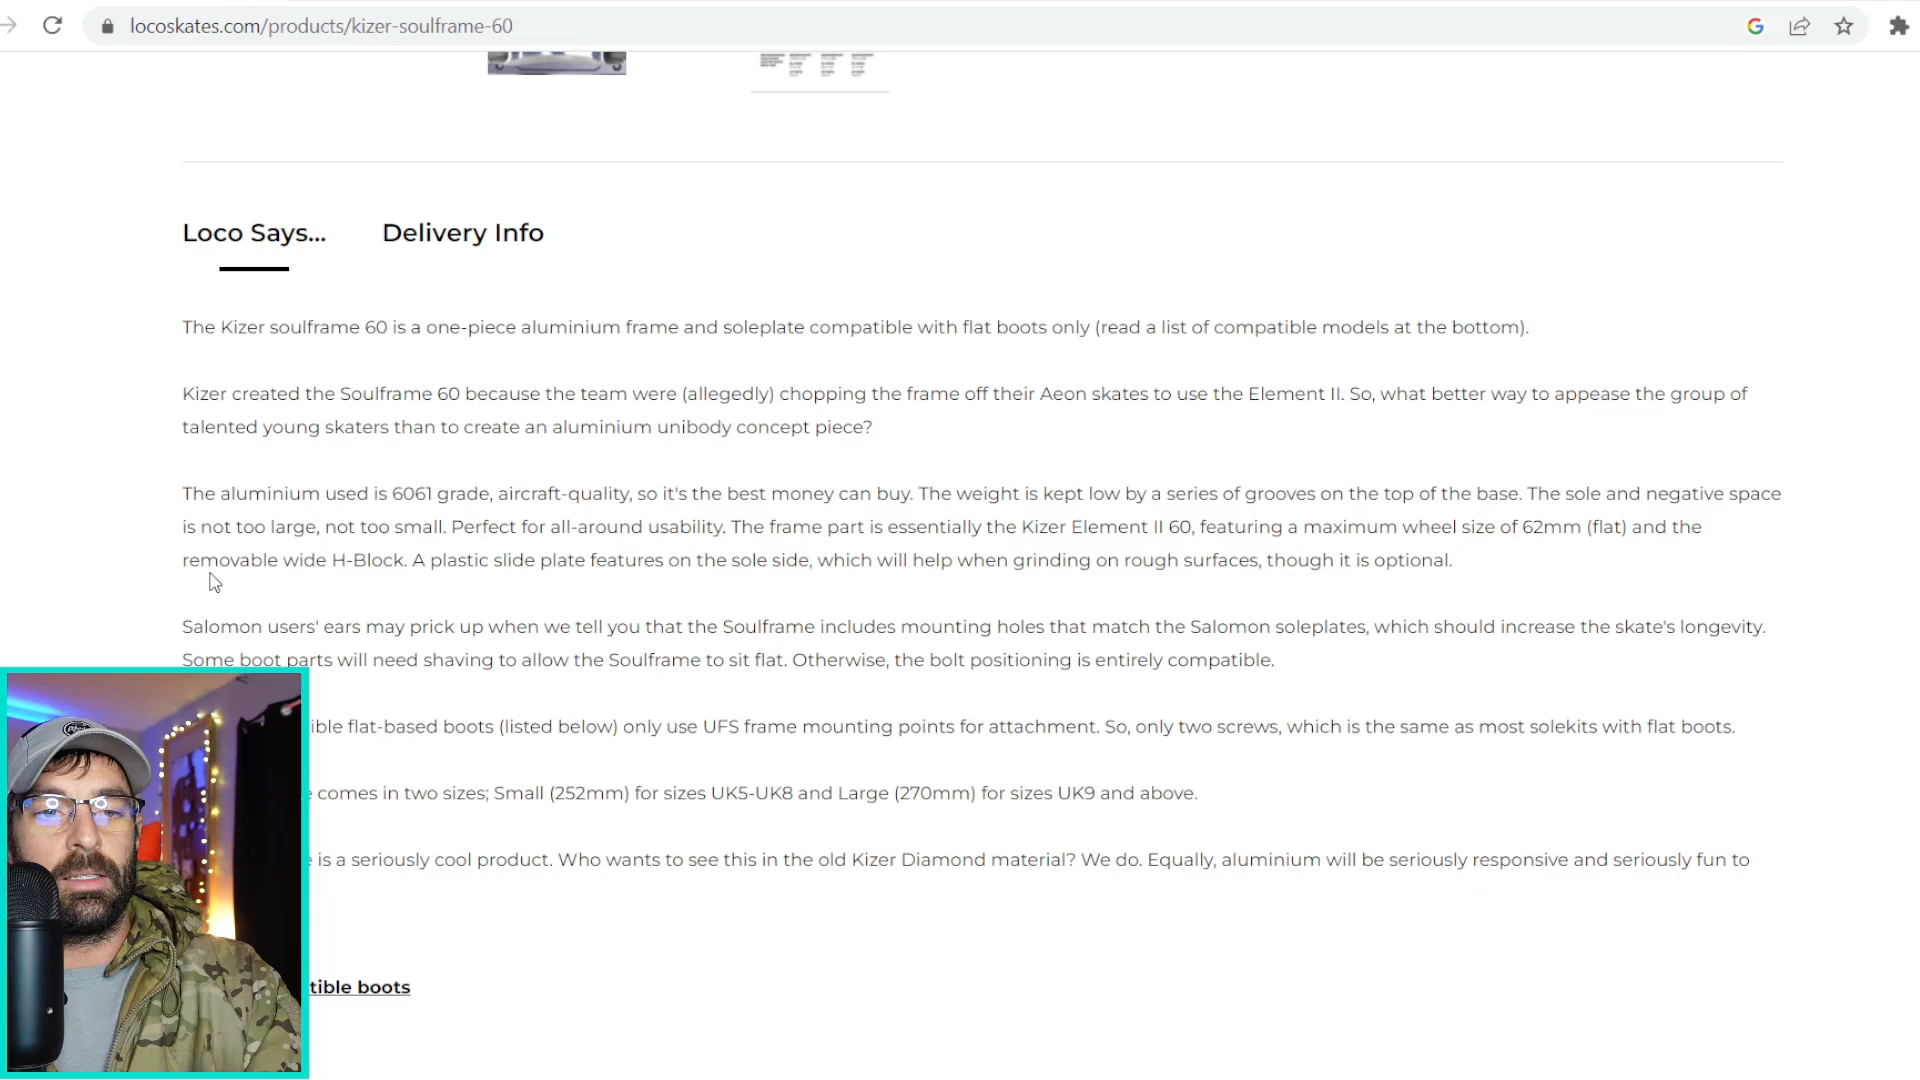 locoskates.com/products/kizer-soulframe-60
Loco Says...
Delivery Info
The Kizer soulframe 60 is a one-piece aluminium frame and soleplate compatible with flat boots only (read a list of compatible models at the bottom).
Kizer created the Soulframe 60 because the team were (allegedly) chopping the frame off their Aeon skates to use the Element II. So, what better way to appease the group of
talented young skaters than to create an aluminium unibody concept piece?
The aluminium used is 6061 grade, aircraft-quality, so it's the best money can buy. The weight is kept low by a series of grooves on the top of the base. The sole and negative space
is not too large, not too small. Perfect for all-around usability. The frame part is essentially the Kizer Element II 60, featuring a maximum wheel size of 62mm (flat) and the
removable wide H-Block. A plastic slide plate features on the sole side, which will help when grinding on rough surfaces, though it is optional.
Salomon users' ears may prick up when we tell you that the Soulframe includes mounting holes that match the Salomon soleplates, which should increase the skate's longevity.
Some boot parts will need shaving to allow the Soulframe to sit flat. Otherwise, the bolt positioning is entirely compatible.
ible flat-based boots (listed below) only use UFS frame mounting points for attachment. So, only two screws, which is the same as most solekits with flat boots.
comes in two sizes; Small (252mm) for sizes UK5-UK8 and Large (270mm) for sizes UK9 and above.
is a seriously cool product. Who wants to see this in the old Kizer Diamond material? We do. Equally, aluminium will be seriously responsive and seriously fun to
tible boots